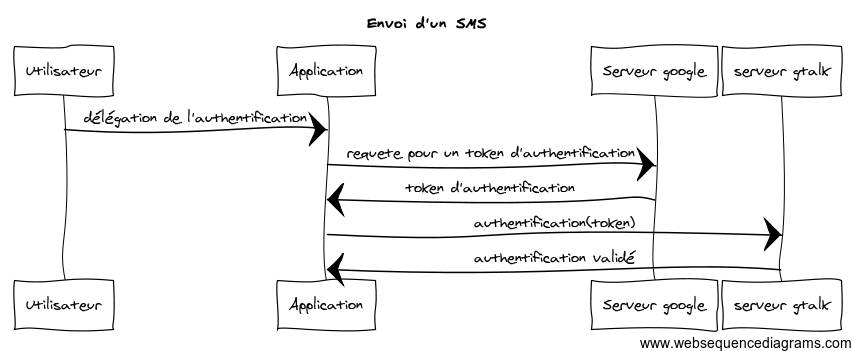 Envoi d'un SMS
Utilisateur
Application
Serveur google
serveur gtalk
délégation de l'authentification
requete pour un token d'authentification
token d'authentification
authentification(token)
authentification validé
Utilisateur
Application
Serveur google
serveur gtalk
www.websequencediagrams.com